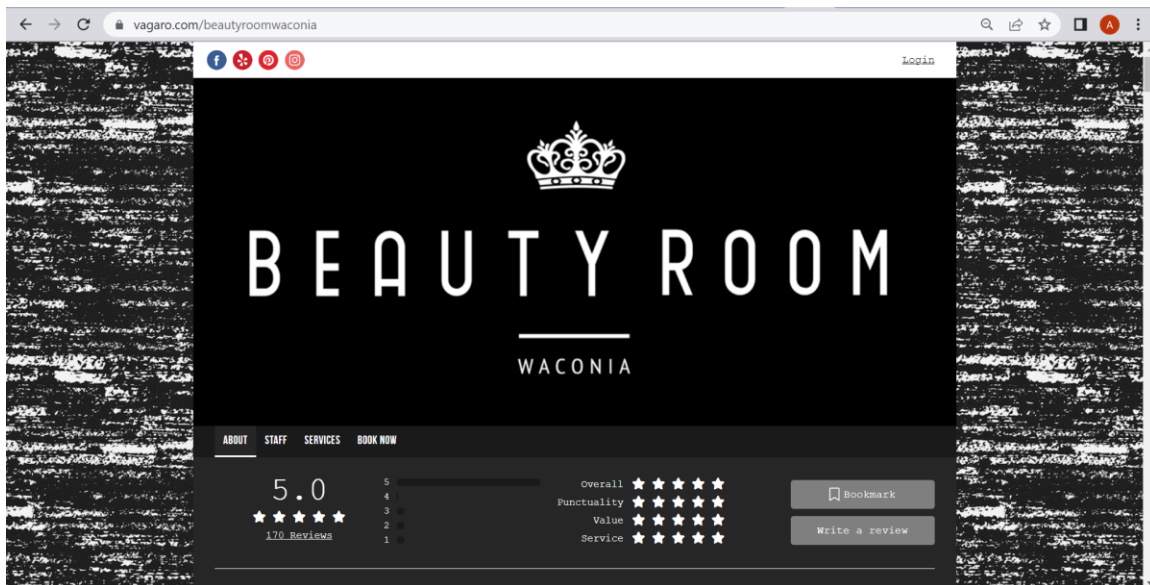 vagaro.com/beautyroomwaconia
A
Login
BEAUTY ROOM
WACONIA
ABOUT STAFF SERVICES BOOK NOW
5.0
170 Reviews
5
4
3
2
1
Overall
Punctuality
Value
Service
Bookmark
Write a review